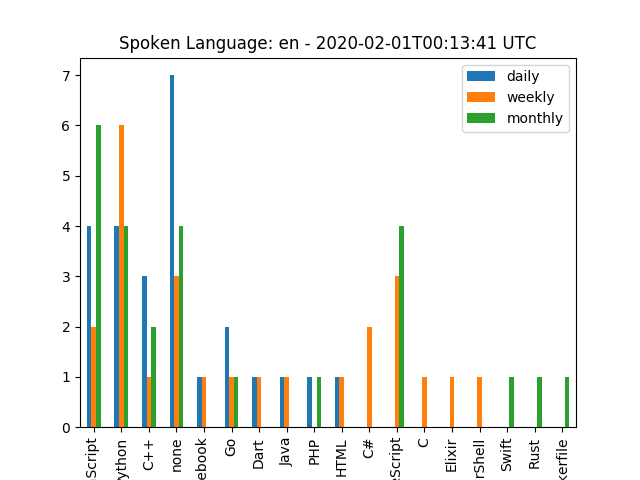 Spoken Language: en - 2020-02-01T00:13:41 UTC
daily
weekly
monthly
7
6
5
4
3
2
1
0
Script
ython
C++
none
ebook
Go
Dart
Java
PHP
HTML
C#
eScript
C
Elixir
rShell
Swift
Rust
kerfile